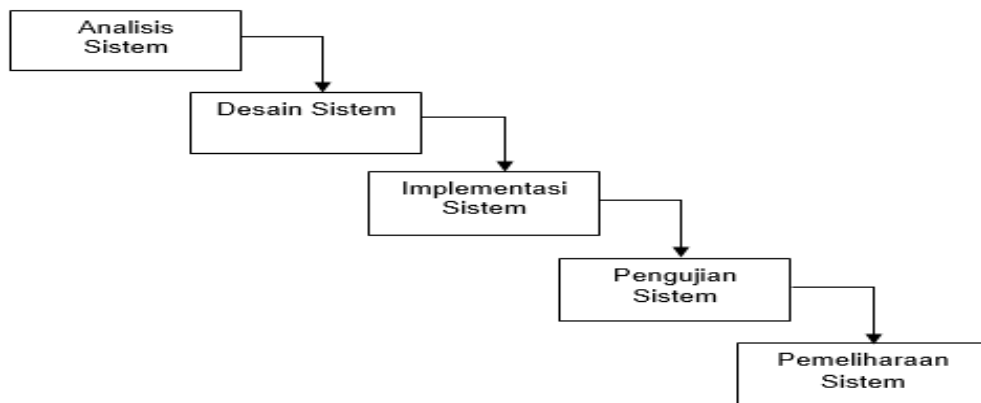 Analisis
Sistem
Desain Sistem
Implementasi
Sistem
Pengujian
Sistem
Pemeliharaan
Sistem